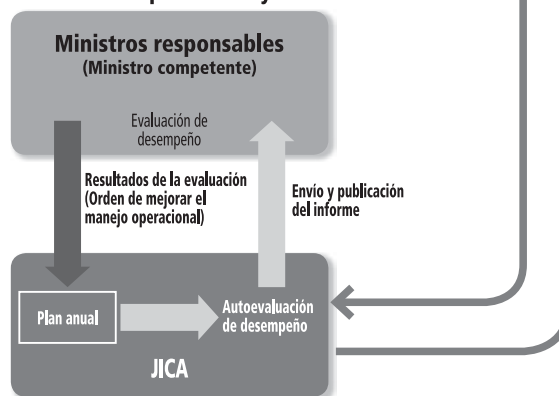 Ministros responsables
(Ministro competente)
Evaluación de
desempeño
Resultados de la evaluación
(Orden de mejorar el
manejo operacional)
Envío y publicación
del informe
Plan anual
Autoevaluación
de desempeño
JICA